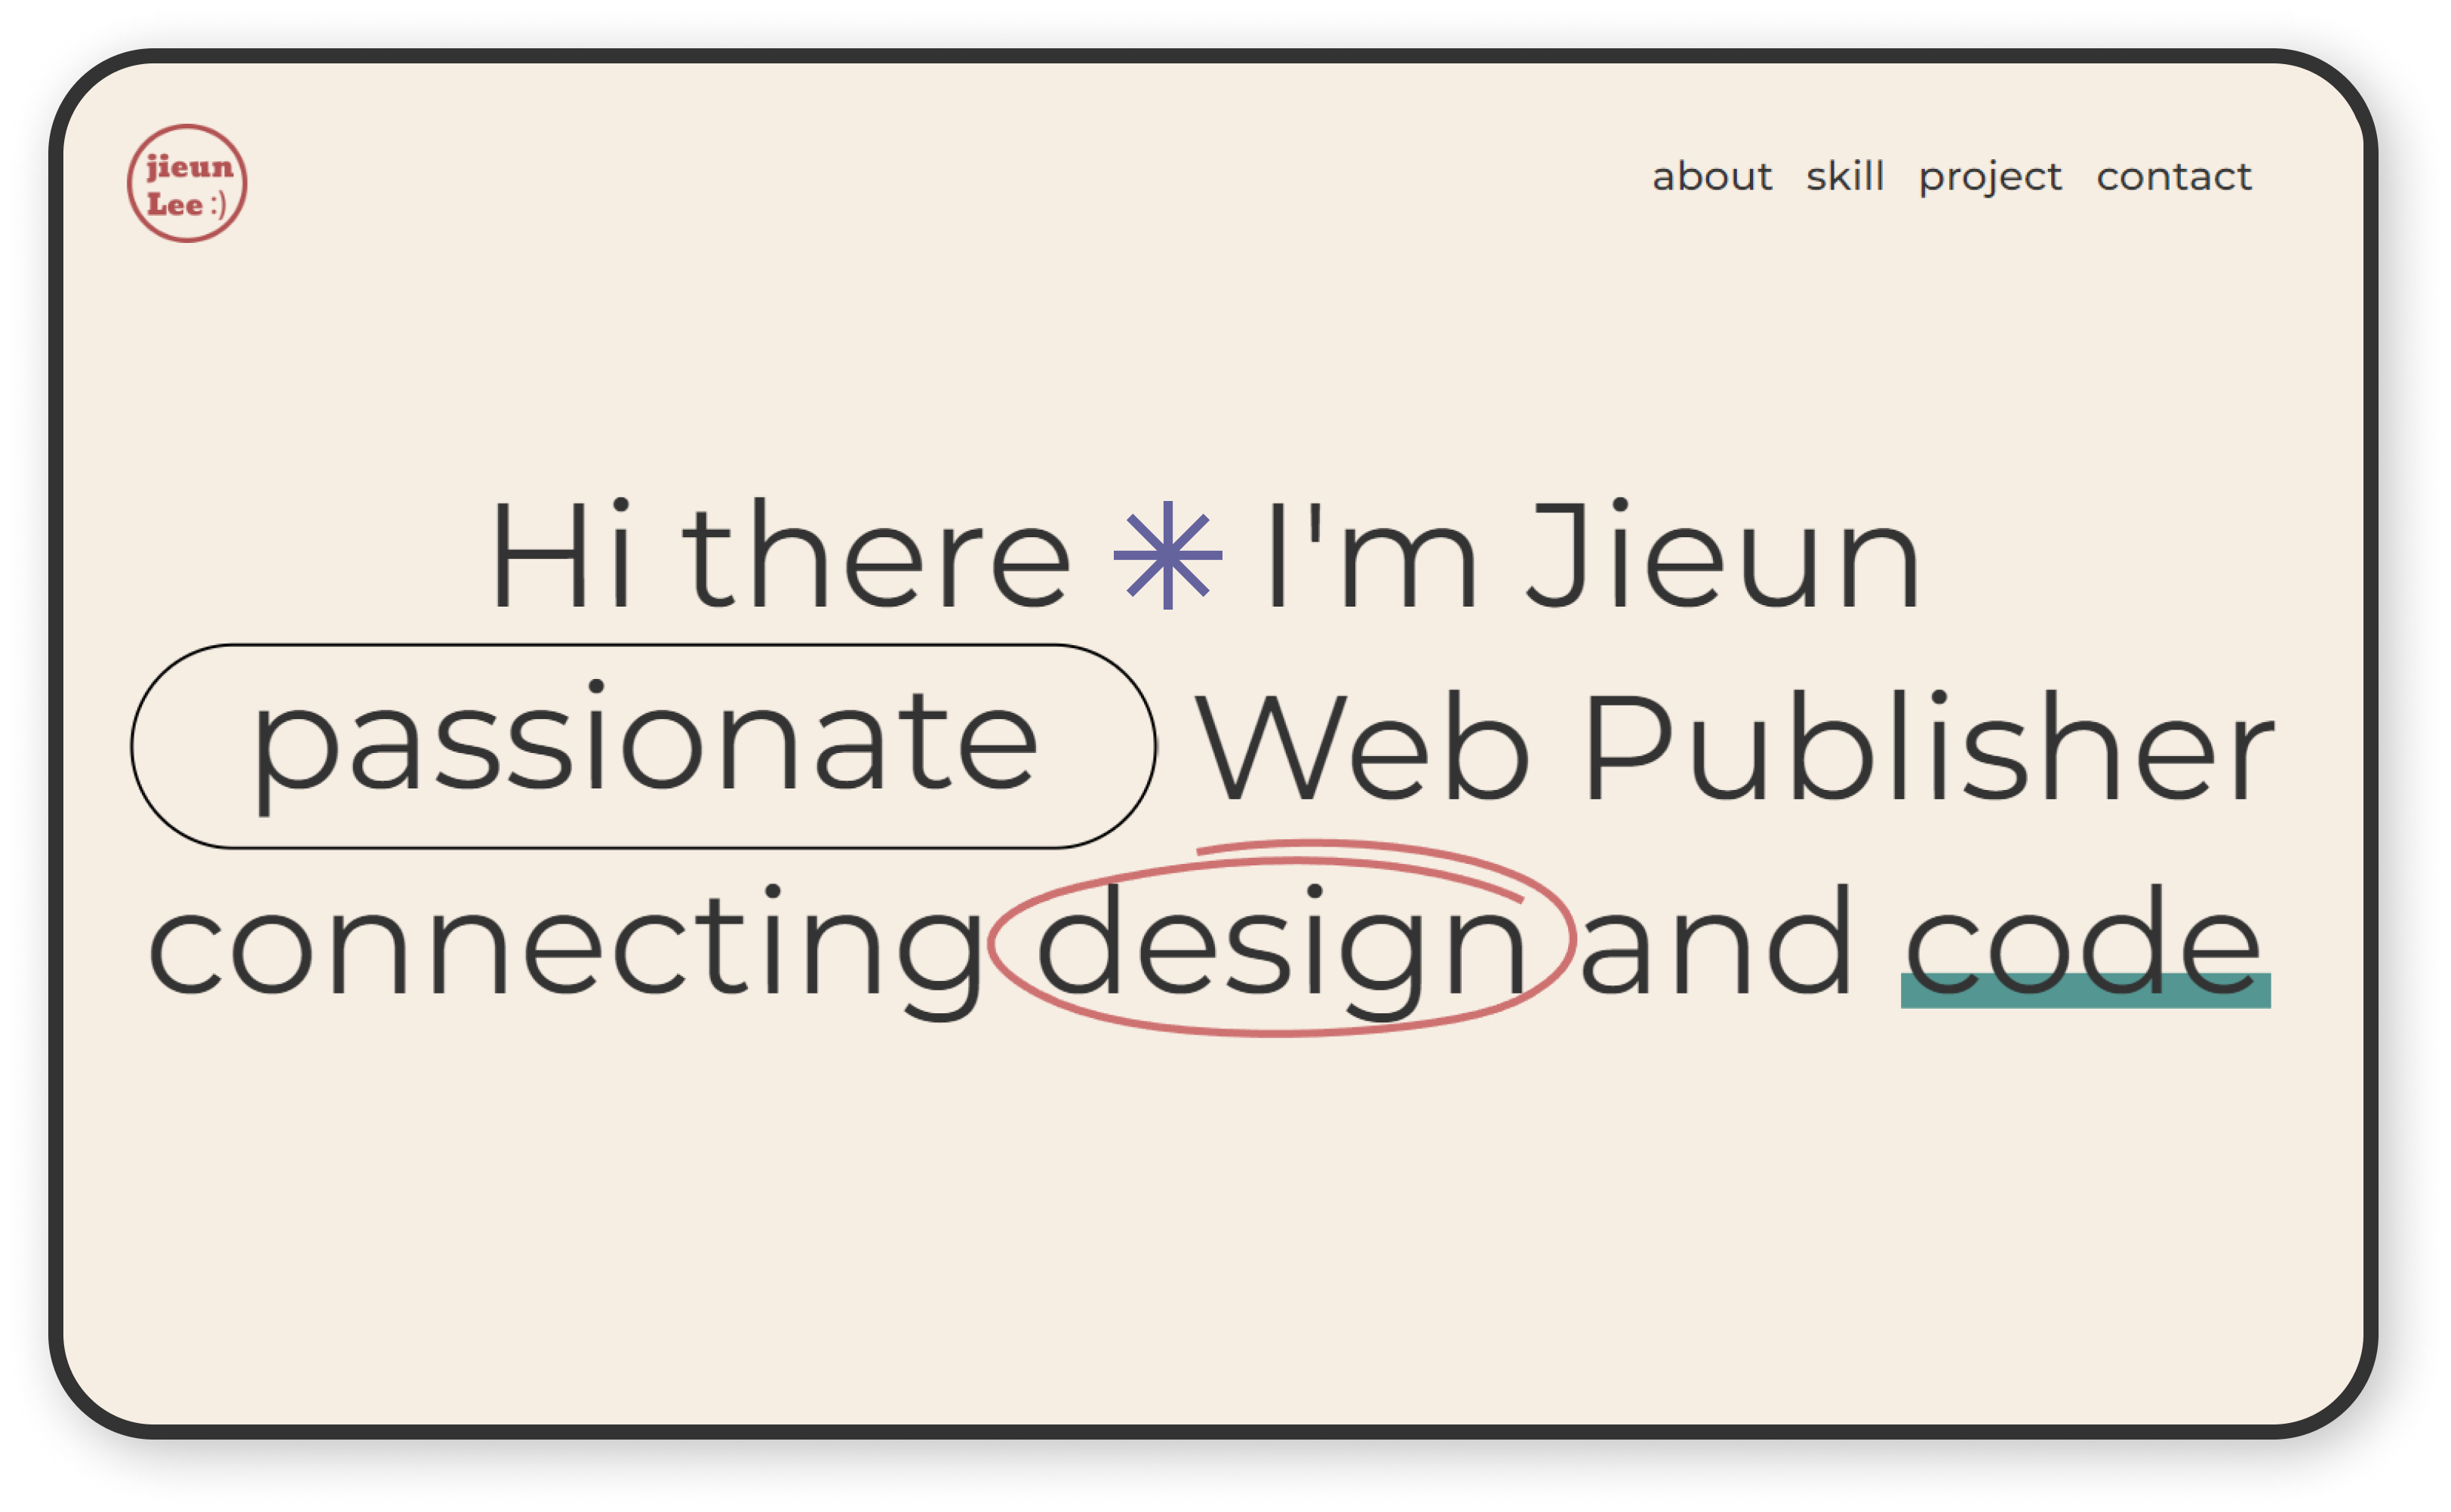 jieun
Lee :)
about skill project contact
Hi there I'm Jieun
passionate Web Publisher
connecting design and code